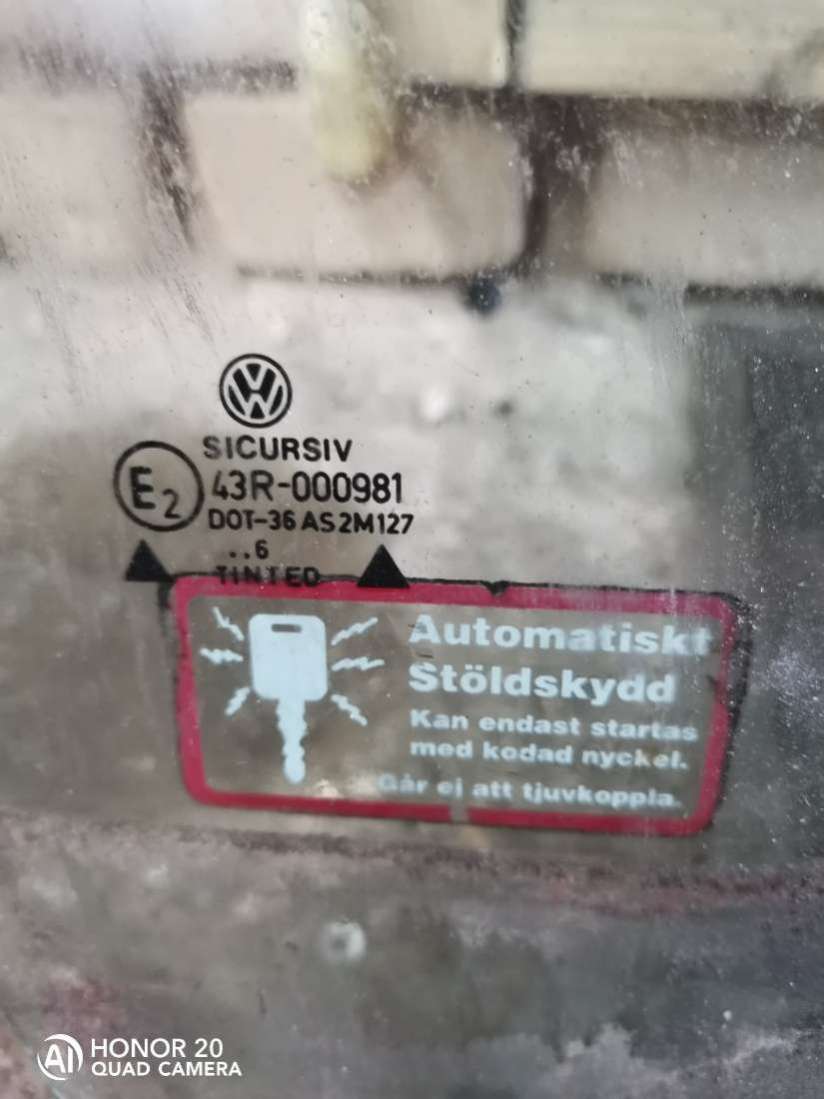 SICURSIV
E2
43R-000981
DOT-36 AS2M127
..6
TINTED
Automatiskt
Stöldskydd
Kan endast startas
med kodad nyckel.
Går ej att tjuvkoppla.
AI HONOR 20
QUAD CAMERA